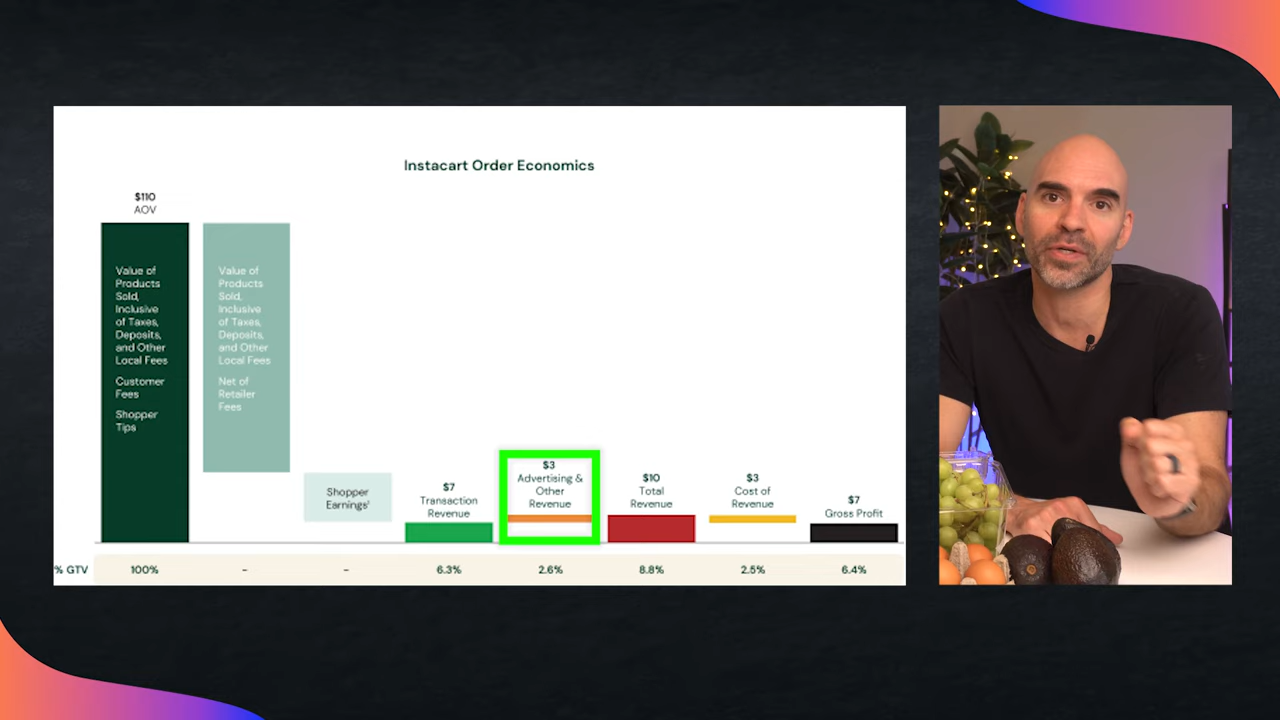 Instacart Order Economics
$110
AOV
Value of
Products
Sold,
Inclusive
of Taxes,
Deposits,
and Other
Local Fees
Customer
Fees
Shopper
Tips
Value of
Products
Sold,
Inclusive
of Taxes,
Deposits,
and Other
Local Fees
Net of
Retailer
Fees
Shopper
Earnings¹
$7
Transaction
Revenue
$3
Advertising &
Other
Revenue
$10
Total
Revenue
$3
Cost of
Revenue
$7
Gross Profit
% GTV
100%
-
-
6.3%
2.6%
8.8%
2.5%
6.4%